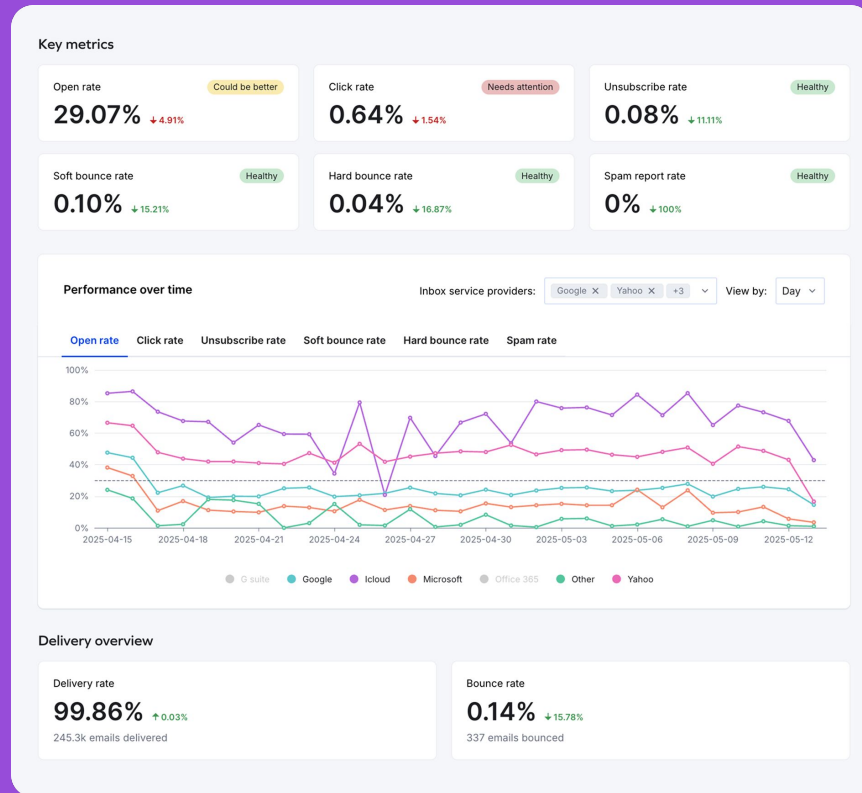 Key metrics
Open rate Could be better
29.07% 4.91%
Click rate Needs attention
0.64% 1.54%
Unsubscribe rate Healthy
0.08% 11.11%
Soft bounce rate Healthy
0.10% 15.21%
Hard bounce rate Healthy
0.04% 16.87%
Spam report rate Healthy
0% 100%
Performance over time Inbox service providers: Google Yahoo +3 View by: Day
Open rate Click rate Unsubscribe rate Soft bounce rate Hard bounce rate Spam rate
100%
80%
60%
40%
20%
0%
2025-04-15 2025-04-18 2025-04-21 2025-04-24 2025-04-27 2025-04-30 2025-05-03 2025-05-06 2025-05-09 2025-05-12
G suite Google Icloud Microsoft Office 365 Other Yahoo
Delivery overview
Delivery rate
99.86% 0.03%
245.3k emails delivered
Bounce rate
0.14% 15.78%
337 emails bounced